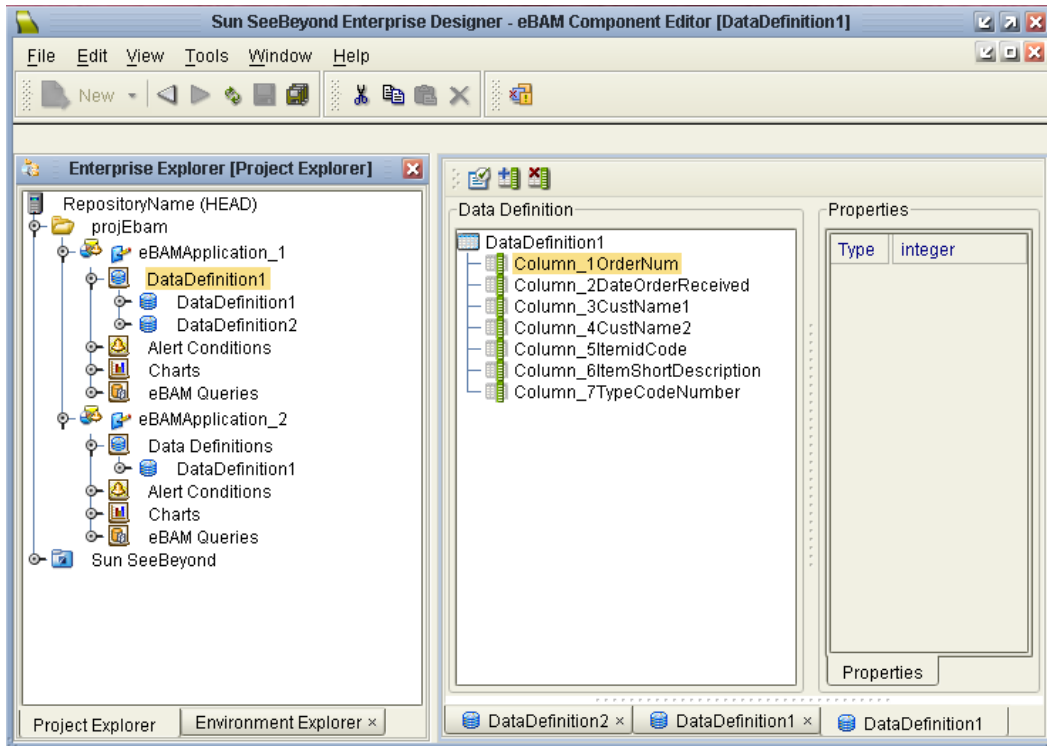 Sun SeeBeyond Enterprise Designer - eBAM Component Editor [DataDefinition1]
File Edit View Tools Window Help
New
Enterprise Explorer [Project Explorer]
RepositoryName (HEAD)
projEbam
eBAMApplication_1
DataDefinition1
DataDefinition1
DataDefinition2
Alert Conditions
Charts
eBAM Queries
eBAMApplication_2
Data Definitions
DataDefinition1
Alert Conditions
Charts
eBAM Queries
Sun SeeBeyond
Project Explorer
Environment Explorer ×
Data Definition
DataDefinition1
Column_1OrderNum
Column_2DateOrderReceived
Column_3CustName1
Column_4CustName2
Column_5ItemidCode
Column_6ItemShortDescription
Column_7TypeCodeNumber
Properties
Type integer
Properties
DataDefinition2 ×
DataDefinition1 ×
DataDefinition1